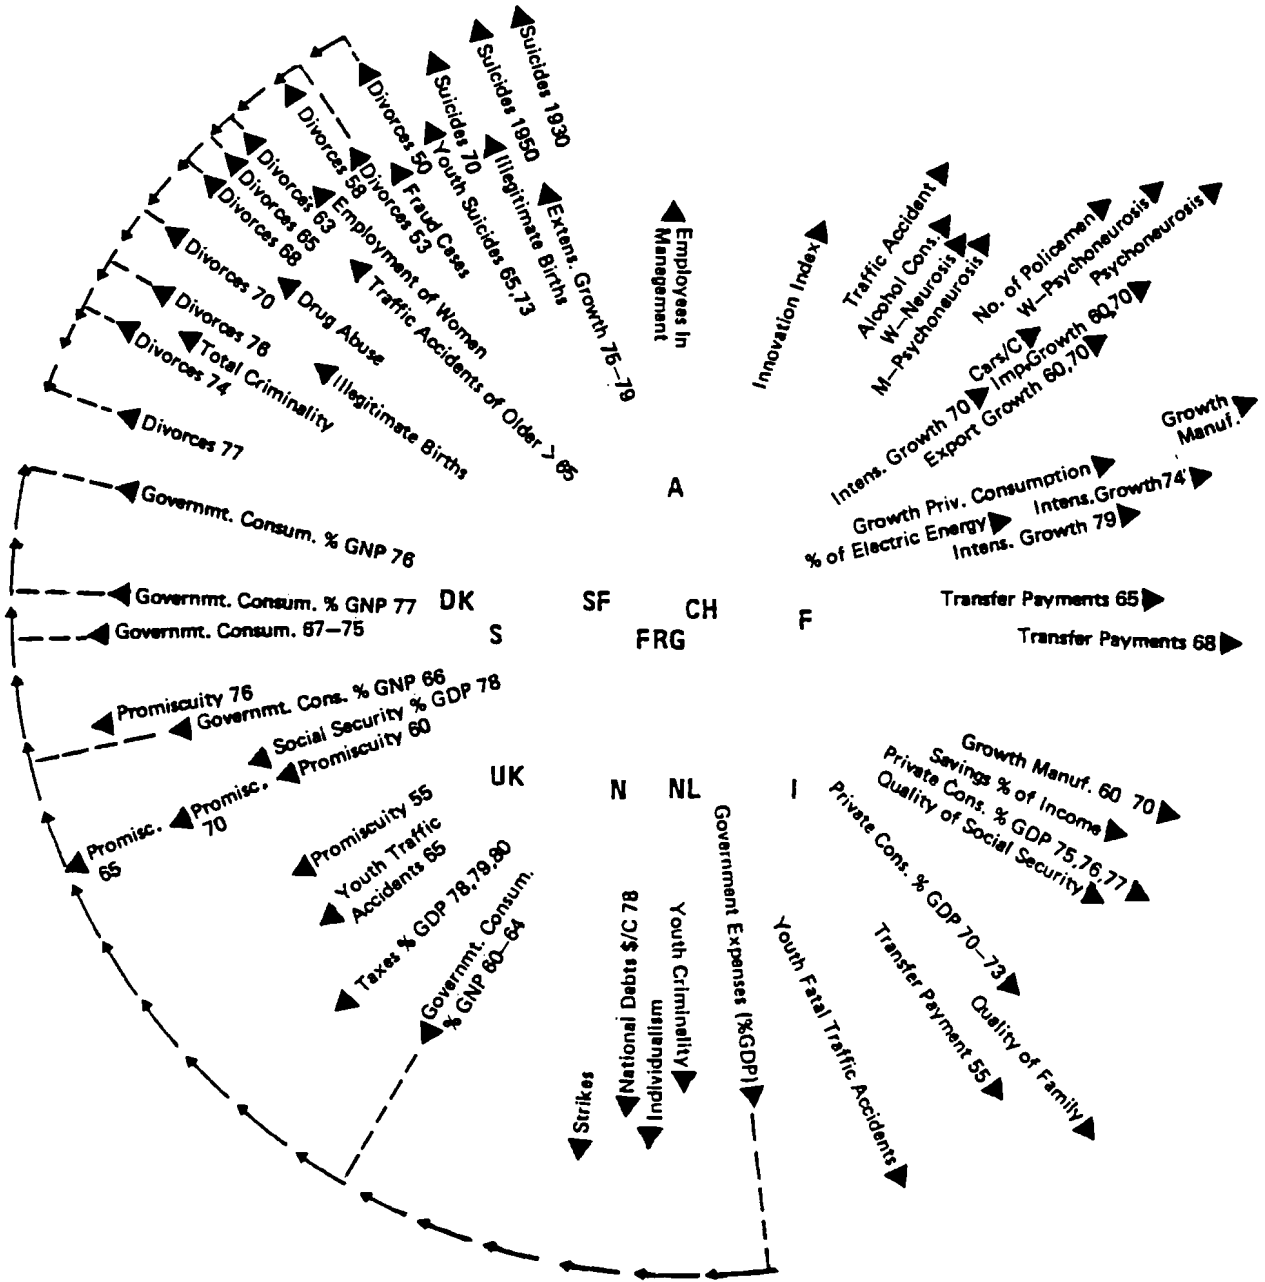 Suicides 1930
Suicides 1950
Suicides 70
Divorces 50
Youth Suicides 65,73
Illegitimate Births
Extens. Growth 75–79
Divorces 58
Divorces 53
Fraud Cases
Employment of Women
Divorces 63
Divorces 65
Divorces 68
Traffic Accidents of Older > 65
Divorces 70
Drug Abuse
Divorces 76
Total Criminality
Divorces 74
Illegitimate Births
Divorces 77
Employees in
Management
Innovation Index
Traffic Accident
Alcohol Cons.
W–Neurosis
M–Psychoneurosis
No. of Policemen
W–Psychoneurosis
Psychoneurosis
Cars/C
Imp.Growth 60,70
Intens. Growth 70
Export Growth 60,70
Growth
Manuf.
Growth Priv. Consumption
Intens.Growth74
% of Electric Energy
Intens. Growth 79
Transfer Payments 65
Transfer Payments 68
A
DK
SF
CH
F
S
FRG
UK
N
NL
I
Governmt. Consum. % GNP 76
Governmt. Consum. % GNP 77
Governmt. Consum. 67–75
Promiscuity 76
Governmt. Cons. % GNP 66
Social Security % GDP 78
Promiscuity 60
Promisc.
70
Promisc.
65
Promiscuity 55
Youth Traffic
Accidents 65
Taxes % GDP 78,79,80
Governmt. Consum.
% GNP 60–64
Strikes
National Debts $/C 78
Individualism
Youth Criminality
Government Expenses (%GDP)
Youth Fatal Traffic Accidents
Growth Manuf. 60 70
Savings % of Income
Private Cons. % GDP 75,76,77
Quality of Social Security
Private Cons. % GDP 70–73
Transfer Payment 55
Quality of Family